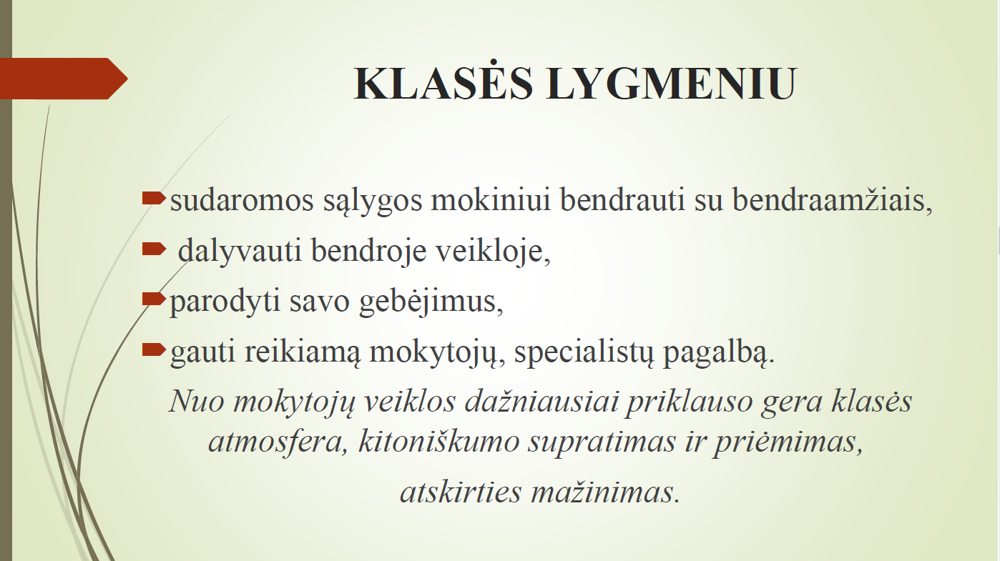 KLASĖS LYGMENIU
sudaromos sąlygos mokiniui bendrauti su bendraamžiais,
dalyvauti bendroje veikloje,
parodyti savo gebėjimus,
gauti reikiamą mokytojų, specialistų pagalbą.
Nuo mokytojų veiklos dažniausiai priklauso gera klasės
atmosfera, kitoniškumo supratimas ir priėmimas,
atskirties mažinimas.